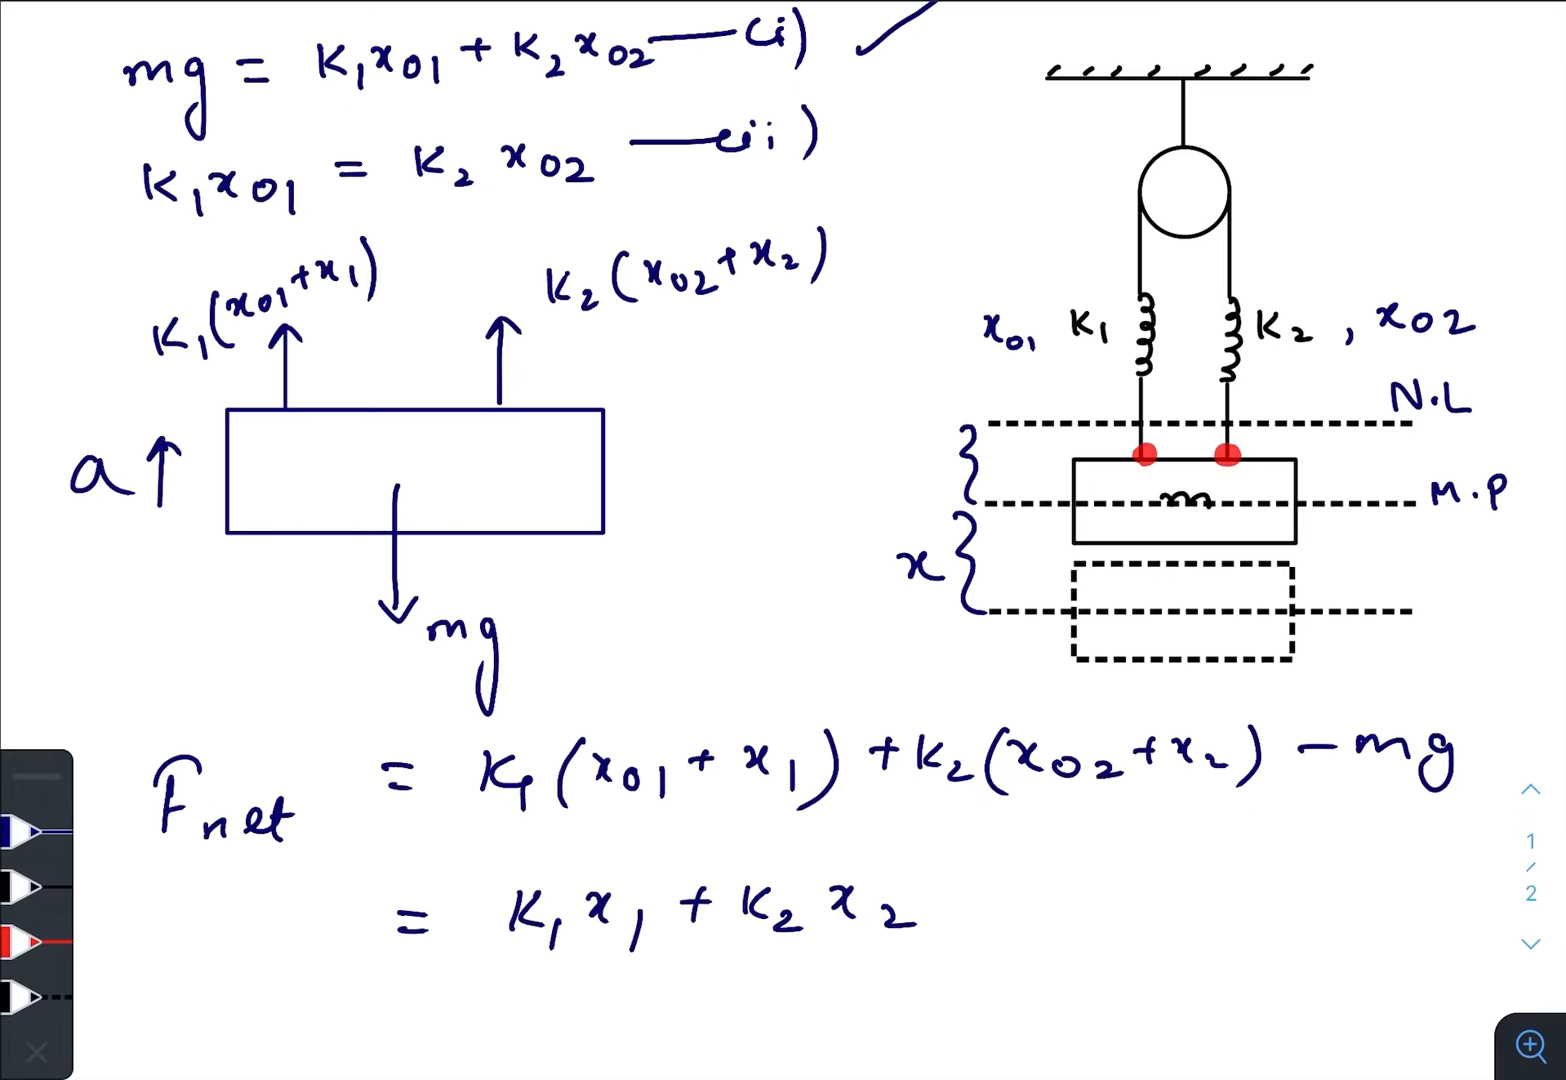 mg = K₁x₀₁ + K₂x₀₂ —(i)
K₁x₀₁ = K₂x₀₂ —(ii)
K₁(x₀₁+x₁)
K₂(x₀₂+x₂)
x₀₁ K₁
K₂, x₀₂
N.L
a
m
M.P
x
mg
Fnet = K₁(x₀₁ + x₁) + K₂(x₀₂+x₂) - mg
= K₁x₁ + K₂x₂
1
/
2